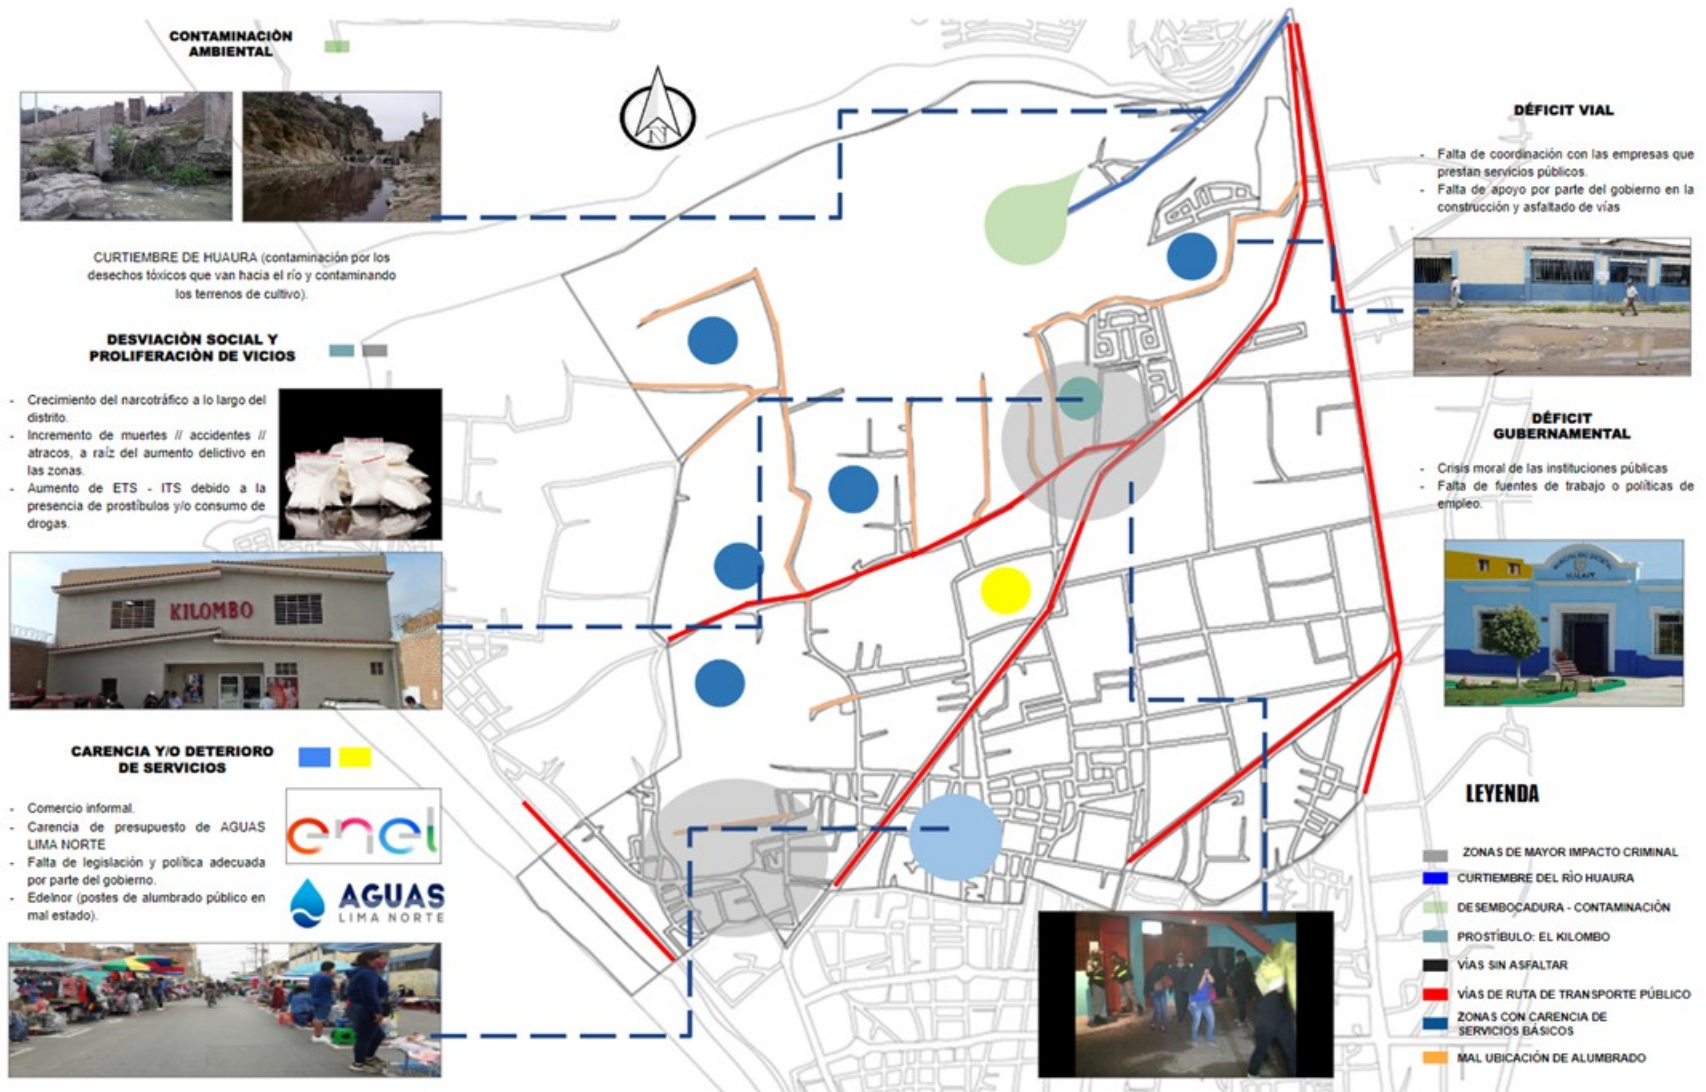 CONTAMINACIÒN
AMBIENTAL
CURTIEMBRE DE HUAURA (contaminación por los
desechos tóxicos que van hacia el río y contaminando
los terrenos de cultivo).
DESVIACIÒN SOCIAL Y
PROLIFERACIÒN DE VICIOS
- Crecimiento del narcotráfico a lo largo del
distrito.
- Incremento de muertes // accidentes //
atracos, a raíz del aumento delictivo en
las zonas.
- Aumento de ETS - ITS debido a la
presencia de prostíbulos y/o consumo de
drogas.
KILOMBO
CARENCIA Y/O DETERIORO
DE SERVICIOS
- Comercio informal.
- Carencia de presupuesto de AGUAS
LIMA NORTE
- Falta de legislación y política adecuada
por parte del gobierno.
- Edelnor (postes de alumbrado público en
mal estado).
enel
AGUAS
LIMA NORTE
N
DÉFICIT VIAL
- Falta de coordinación con las empresas que
prestan servicios públicos.
- Falta de apoyo por parte del gobierno en la
construcción y asfaltado de vías
DÉFICIT
GUBERNAMENTAL
- Crisis moral de las instituciones públicas
- Falta de fuentes de trabajo o políticas de
empleo.
LEYENDA
ZONAS DE MAYOR IMPACTO CRIMINAL
CURTIEMBRE DEL RÌO HUAURA
DESEMBOCADURA - CONTAMINACIÓN
PROSTÍBULO: EL KILOMBO
VÍAS SIN ASFALTAR
VÍAS DE RUTA DE TRANSPORTE PÚBLICO
ZONAS CON CARENCIA DE
SERVICIOS BÁSICOS
MAL UBICACIÓN DE ALUMBRADO